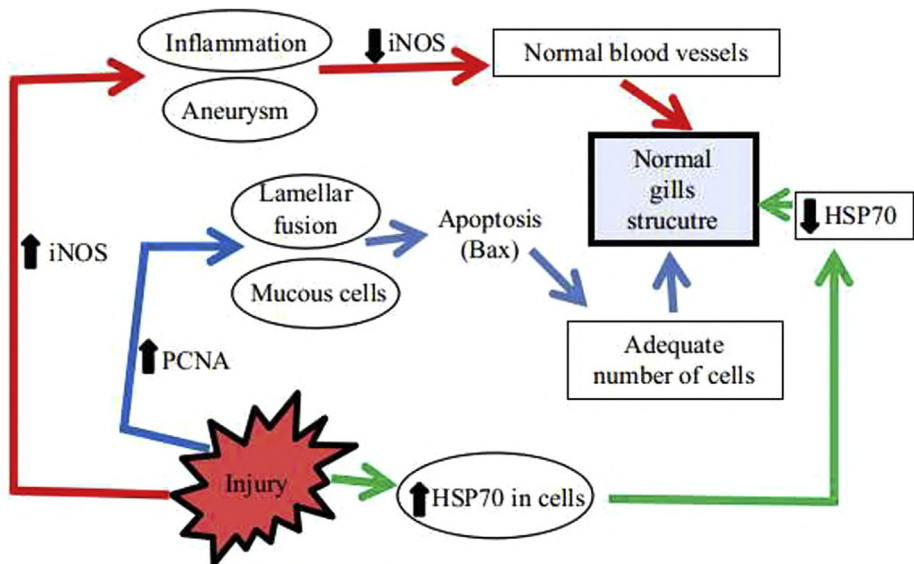 Inflammation
Aneurysm
iNOS
Normal blood vessels
Normal
gills
strucutre
HSP70
Lamellar
fusion
Mucous cells
Apoptosis
(Bax)
iNOS
PCNA
Adequate
number of cells
Injury
HSP70 in cells